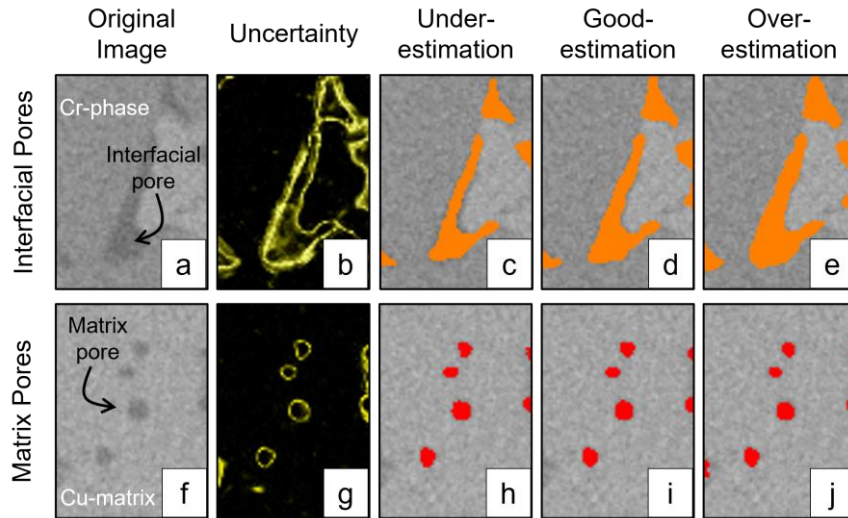 Original
Image
Uncertainty
Under-
estimation
Good-
estimation
Over-
estimation
Interfacial Pores
Cr-phase
Interfacial
pore
a
b
c
d
e
Matrix Pores
Matrix
pore
Cu-matrix
f
g
h
i
j